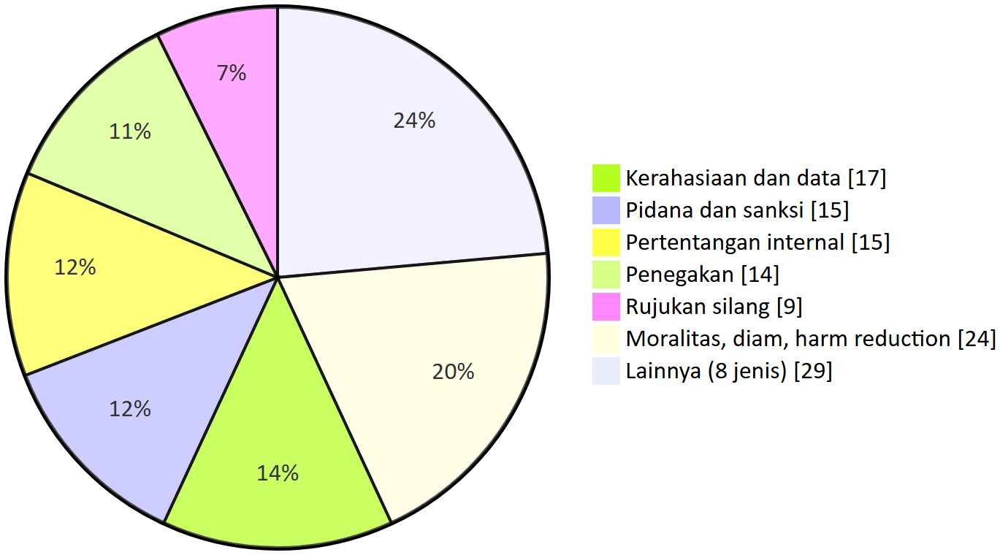 7%
24%
11%
12%
20%
12%
14%
Kerahasiaan dan data [17]
Pidana dan sanksi [15]
Pertentangan internal [15]
Penegakan [14]
Rujukan silang [9]
Moralitas, diam, harm reduction [24]
Lainnya (8 jenis) [29]